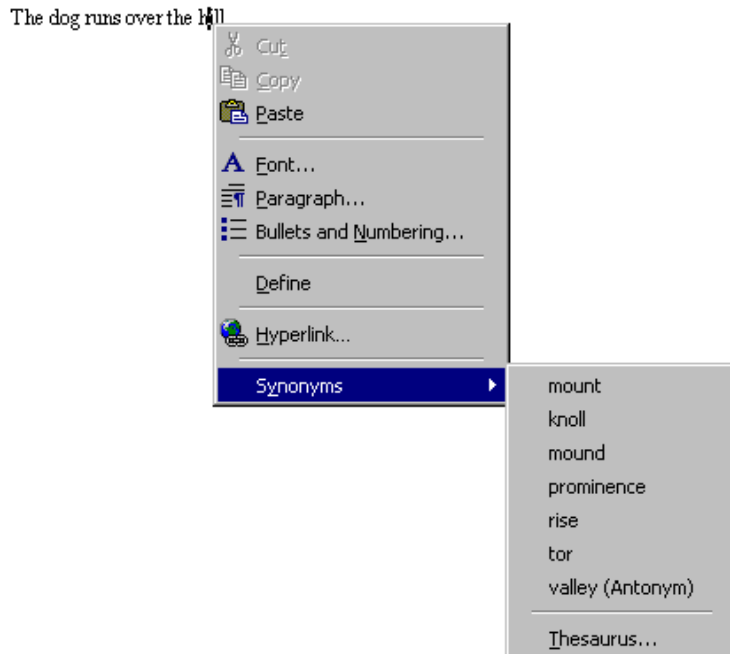 The dog runs over the hill
Cut
Copy
Paste
Font...
Paragraph...
Bullets and Numbering...
Define
Hyperlink...
Synonyms
mount
knoll
mound
prominence
rise
tor
valley (Antonym)
Thesaurus...